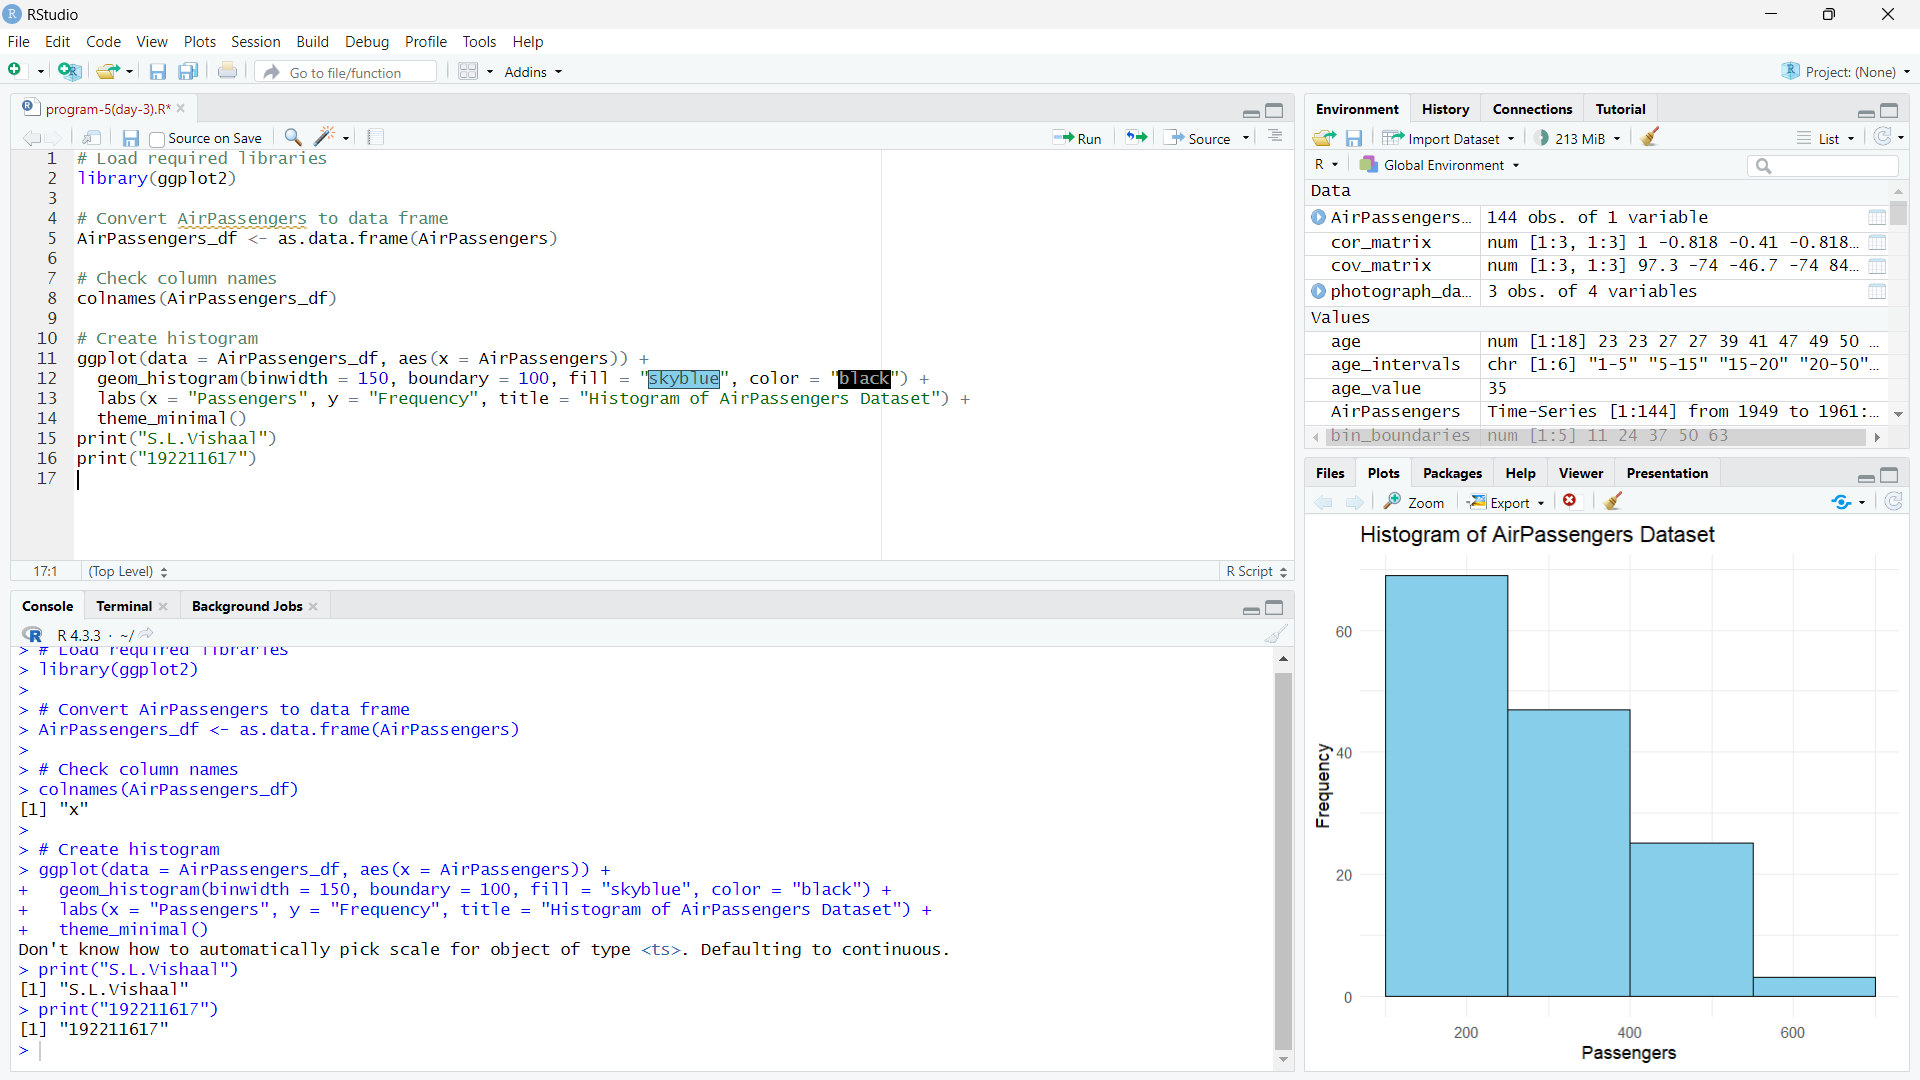 RStudio
File Edit Code View Plots Session Build Debug Profile Tools Help
Go to file/function Addins Project: (None)
program-5(day-3).R*
Source on Save Run Source
1 # Load required libraries
2 library(ggplot2)
3
4 # Convert AirPassengers to data frame
5 AirPassengers_df <- as.data.frame(AirPassengers)
6
7 # Check column names
8 colnames(AirPassengers_df)
9
10 # Create histogram
11 ggplot(data = AirPassengers_df, aes(x = AirPassengers)) +
12 geom_histogram(binwidth = 150, boundary = 100, fill = "skyblue", color = "black") +
13 labs(x = "Passengers", y = "Frequency", title = "Histogram of AirPassengers Dataset") +
14 theme_minimal()
15 print("S.L.Vishaal")
16 print("192211617")
17
17:1 (Top Level) R Script
Console Terminal Background Jobs
R 4.3.3 · ~/
> # Load required libraries
> library(ggplot2)
>
> # Convert AirPassengers to data frame
> AirPassengers_df <- as.data.frame(AirPassengers)
>
> # Check column names
> colnames(AirPassengers_df)
[1] "x"
>
> # Create histogram
> ggplot(data = AirPassengers_df, aes(x = AirPassengers)) +
+ geom_histogram(binwidth = 150, boundary = 100, fill = "skyblue", color = "black") +
+ labs(x = "Passengers", y = "Frequency", title = "Histogram of AirPassengers Dataset") +
+ theme_minimal()
Don't know how to automatically pick scale for object of type <ts>. Defaulting to continuous.
> print("S.L.Vishaal")
[1] "S.L.Vishaal"
> print("192211617")
[1] "192211617"
>
Environment History Connections Tutorial
Import Dataset 213 MiB List
R Global Environment
Data
AirPassengers… 144 obs. of 1 variable
cor_matrix num [1:3, 1:3] 1 -0.818 -0.41 -0.818…
cov_matrix num [1:3, 1:3] 97.3 -74 -46.7 -74 84…
photograph_da… 3 obs. of 4 variables
Values
age num [1:18] 23 23 27 27 39 41 47 49 50 …
age_intervals chr [1:6] "1-5" "5-15" "15-20" "20-50"…
age_value 35
AirPassengers Time-Series [1:144] from 1949 to 1961:…
bin_boundaries num [1:5] 11 24 37 50 63
Files Plots Packages Help Viewer Presentation
Zoom Export
Histogram of AirPassengers Dataset
60
40
20
0
Frequency
200 400 600
Passengers